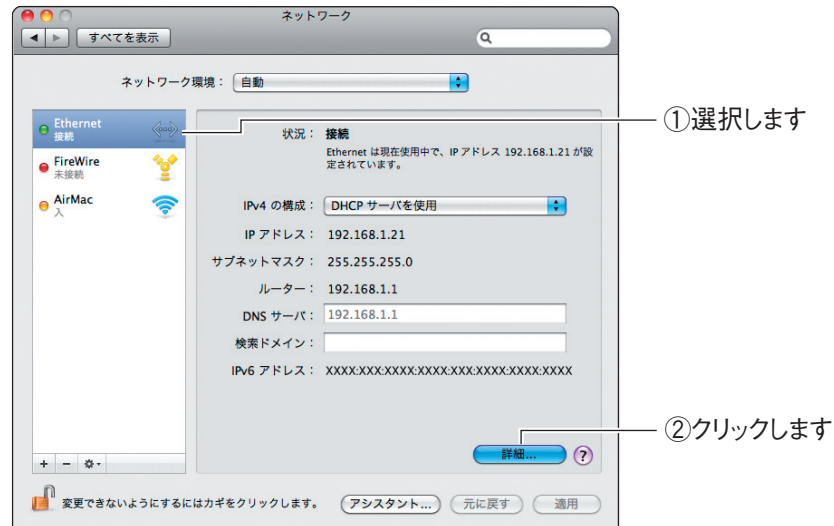 ネットワーク
すべてを表示
ネットワーク環境： 自動
Ethernet
接続
FireWire
未接続
AirMac
入
状況： 接続
Ethernet は現在使用中で、IP アドレス 192.168.1.21 が設
定されています。
IPv4 の構成： DHCP サーバを使用
IP アドレス： 192.168.1.21
サブネットマスク： 255.255.255.0
ルーター： 192.168.1.1
DNS サーバ： 192.168.1.1
検索ドメイン：
IPv6 アドレス： XXXX:XXX:XXXX:XXXX:XXX:XXXX:XXXX:XXXX
詳細... ?
+ −
変更できないようにするにはカギをクリックします。 アシスタント... 元に戻す 適用
①選択します
②クリックします